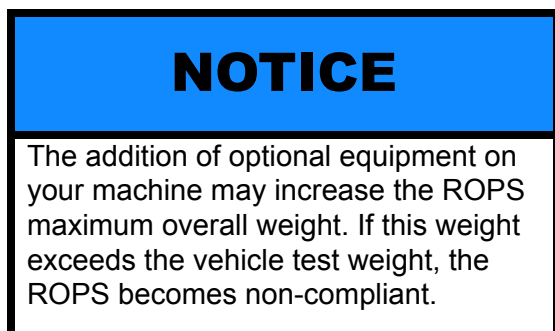 NOTICE
The addition of optional equipment on
your machine may increase the ROPS
maximum overall weight. If this weight
exceeds the vehicle test weight, the
ROPS becomes non-compliant.